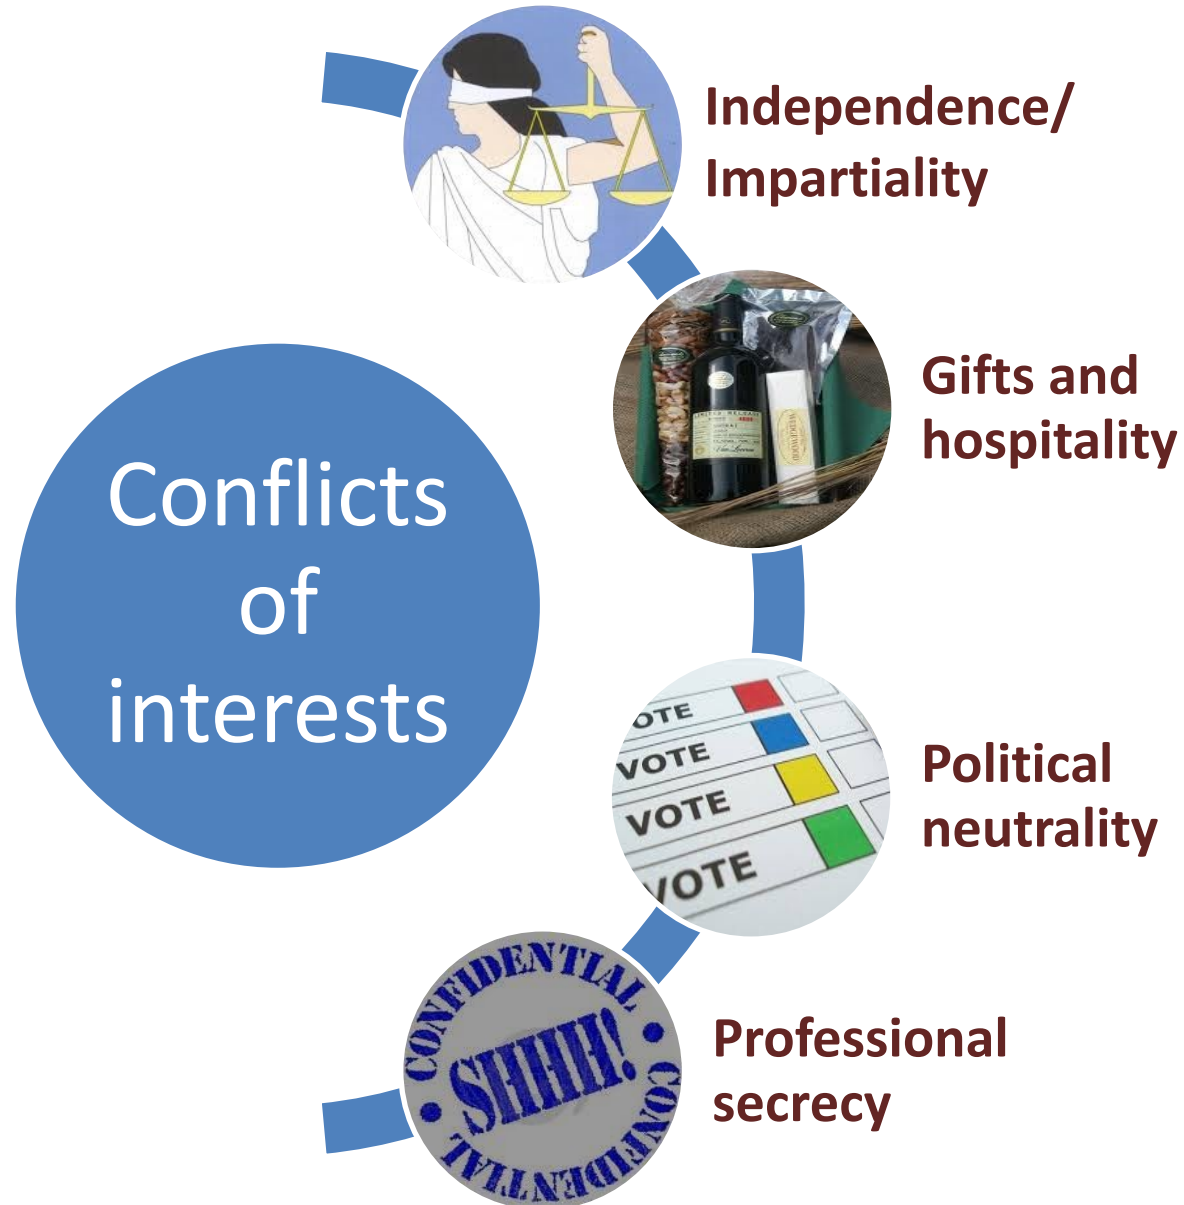 Conflicts
of
interests
Independence/
Impartiality
Gifts and
hospitality
Political
neutrality
OTE
VOTE
VOTE
VOTE
Professional
secrecy
CONFIDENTIAL
SHHH!
CONFIDENTIAL